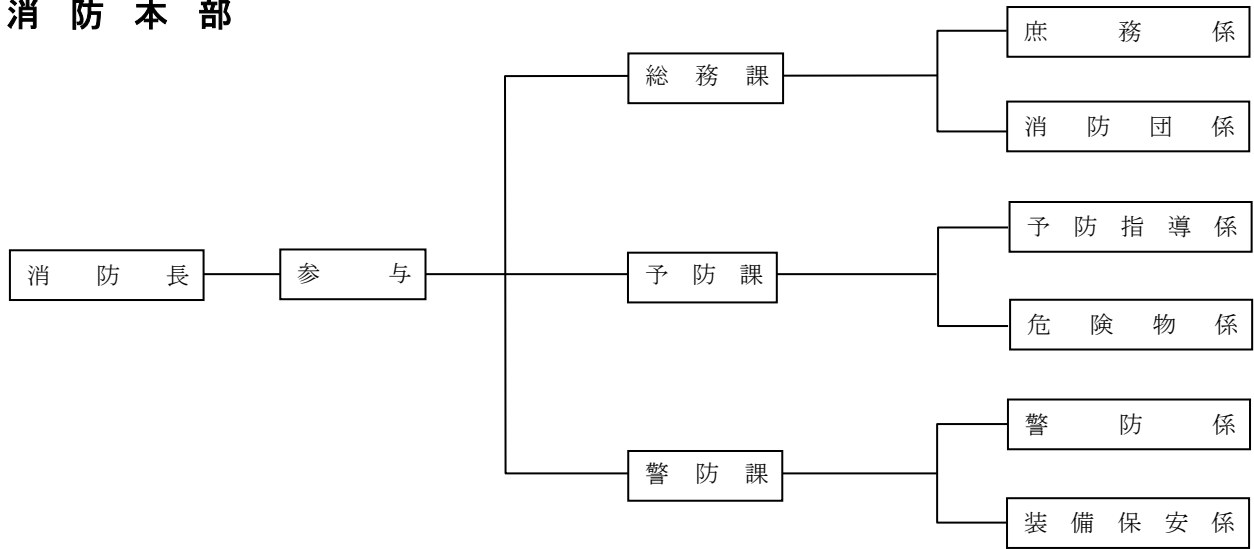 消防本部
庶務係
総務課
消防団係
予防指導係
消防長
参与
予防課
危険物係
警防係
警防課
装備保安係